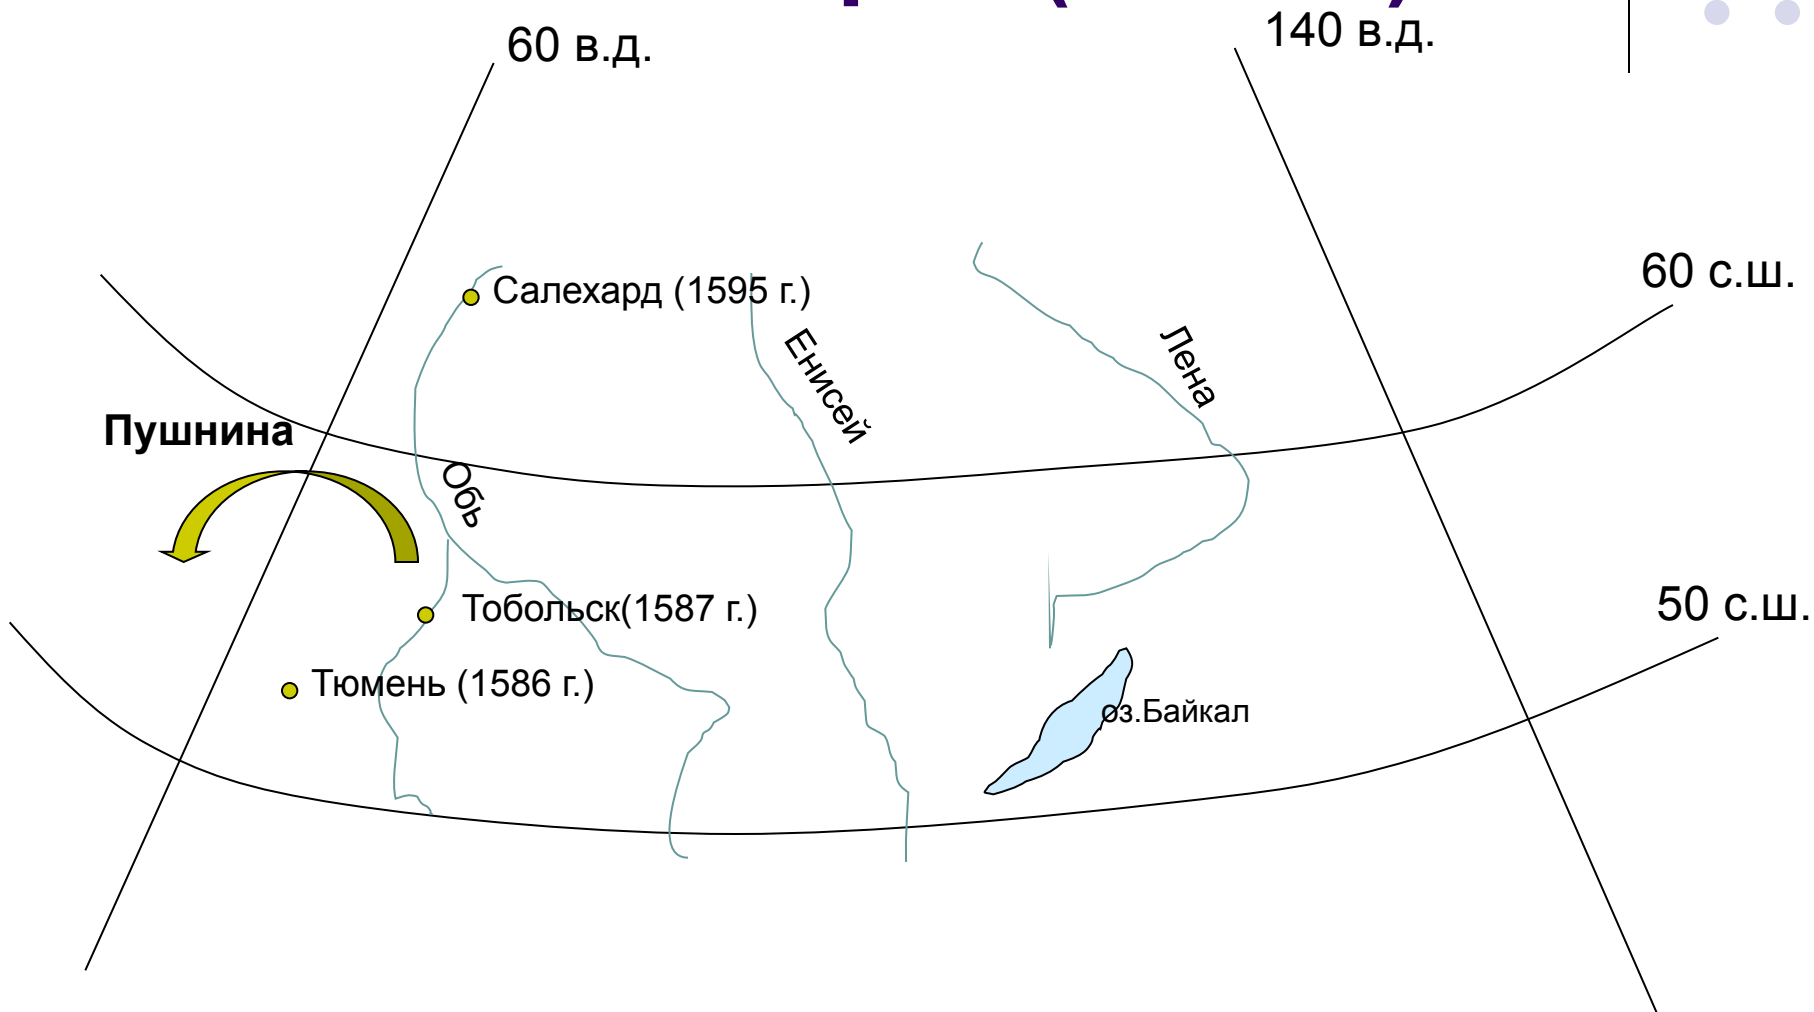 60 в.д.
140 в.д.
60 с.ш.
Салехард (1595 г.)
Енисей
Лена
Пушнина
Обь
50 с.ш.
Тобольск(1587 г.)
Тюмень (1586 г.)
оз.Байкал